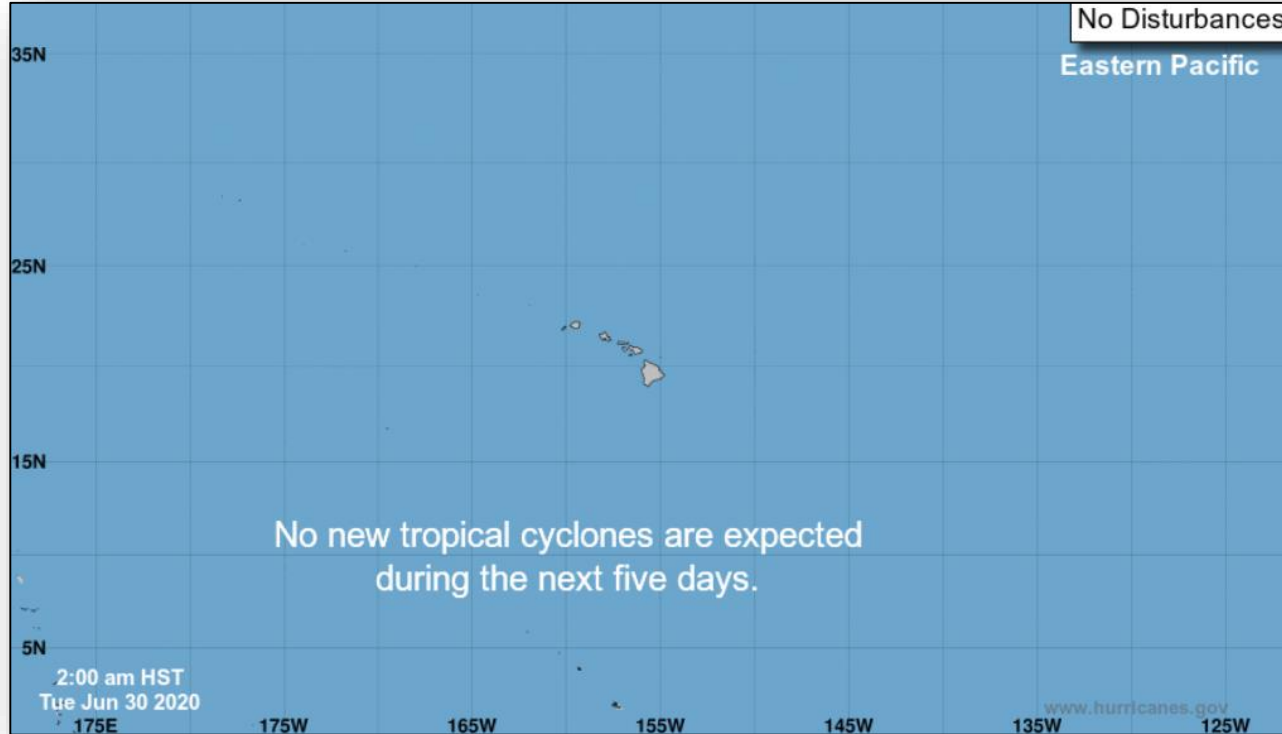 No Disturbances
35N
Eastern Pacific
25N
15N
No new tropical cyclones are expected
during the next five days.
5N
2:00 am HST
Tue Jun 30 2020
www.hurricanes.gov
175E 175W 165W 155W 145W 135W 125W